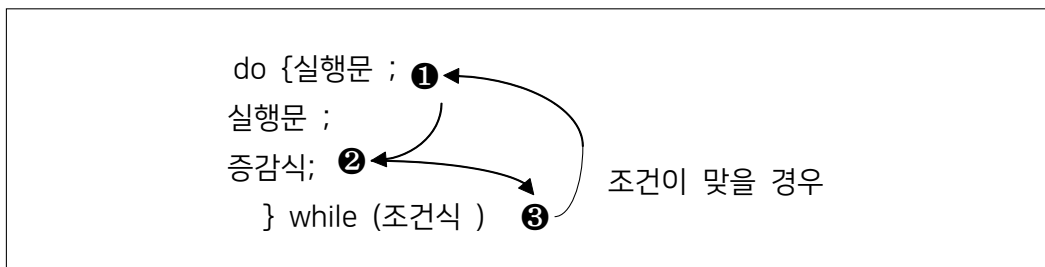 do {실행문 ; ❶
실행문 ;
증감식; ❷
조건이 맞을 경우
} while (조건식 ) ❸